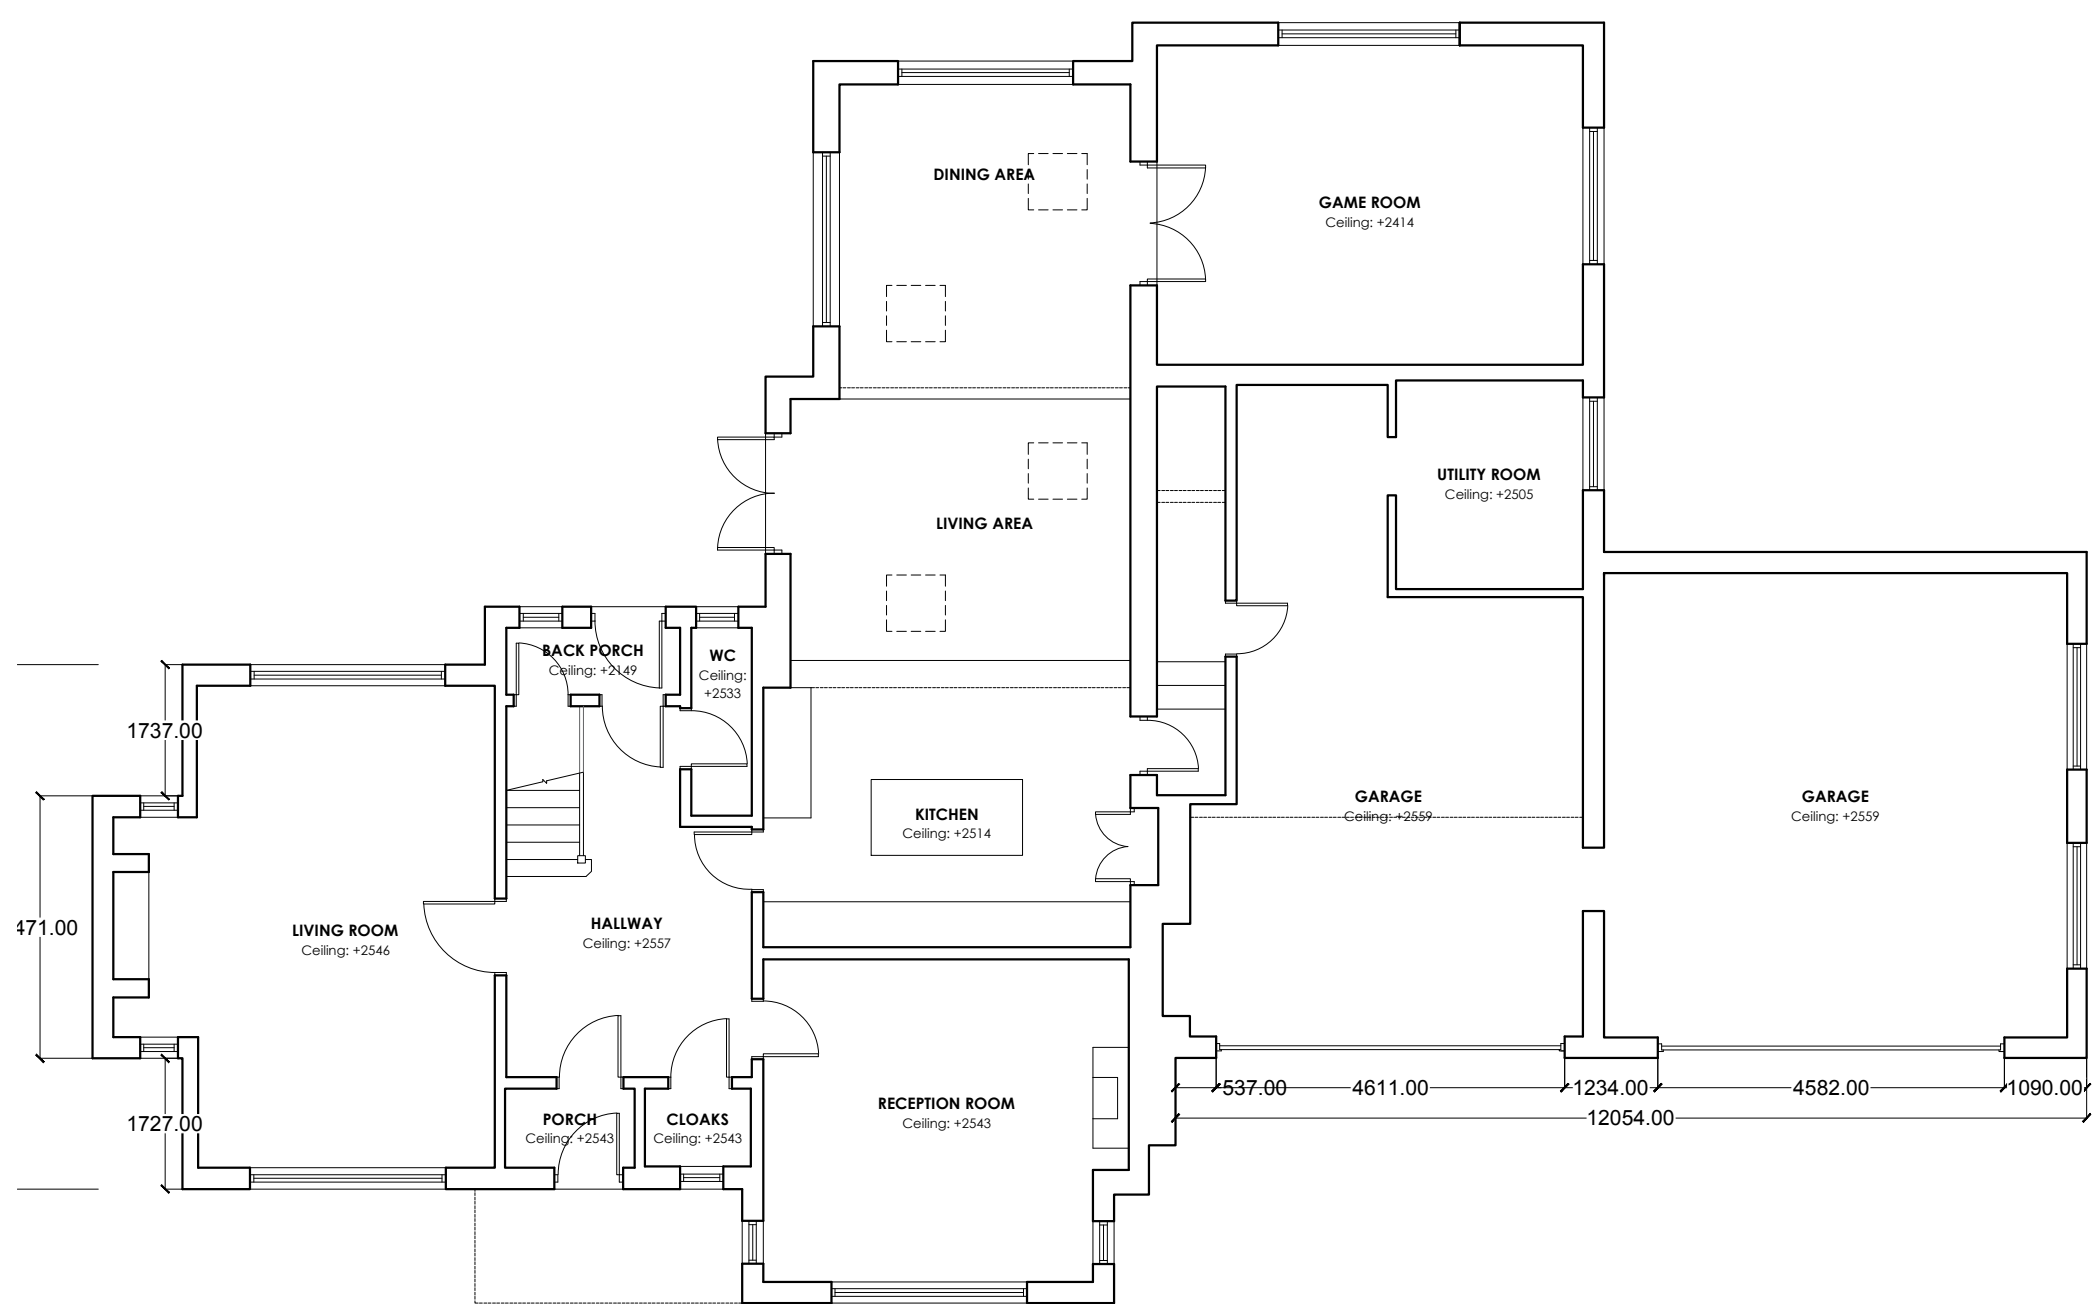 DINING AREA
GAME ROOM
Ceiling: +2414
UTILITY ROOM
Ceiling: +2505
LIVING AREA
BACK PORCH
Ceiling: +2149
WC
Ceiling:
+2533
1737.00
KITCHEN
Ceiling: +2514
GARAGE
Ceiling: +2559
GARAGE
Ceiling: +2559
471.00
LIVING ROOM
Ceiling: +2546
HALLWAY
Ceiling: +2557
1727.00
PORCH
Ceiling: +2543
CLOAKS
Ceiling: +2543
RECEPTION ROOM
Ceiling: +2543
537.00
4611.00
1234.00
4582.00
1090.00
12054.00